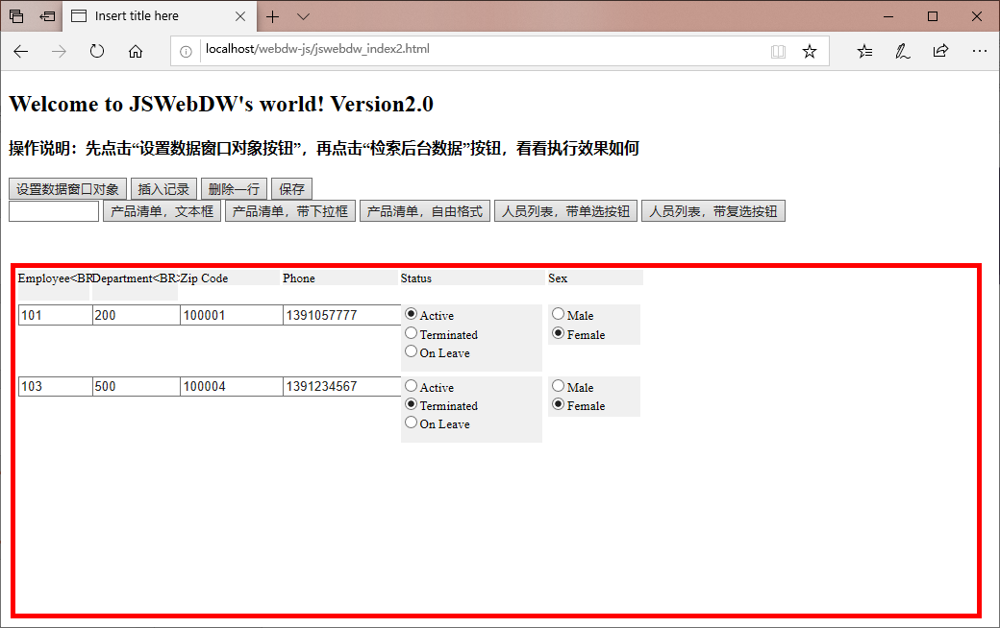 Insert title here
localhost/webdw-js/jswebdw_index2.html
Welcome to JSWebDW's world! Version2.0
操作说明：先点击“设置数据窗口对象按钮”，再点击“检索后台数据”按钮，看看执行效果如何
设置数据窗口对象 插入记录 删除一行 保存
产品清单，文本框 产品清单，带下拉框 产品清单，自由格式 人员列表，带单选按钮 人员列表，带复选按钮
Employee<BR Department<BR> Zip Code Phone Status Sex
101 200 100001 1391057777 Active Male
Terminated Female
On Leave
103 500 100004 1391234567 Active Male
Terminated Female
On Leave